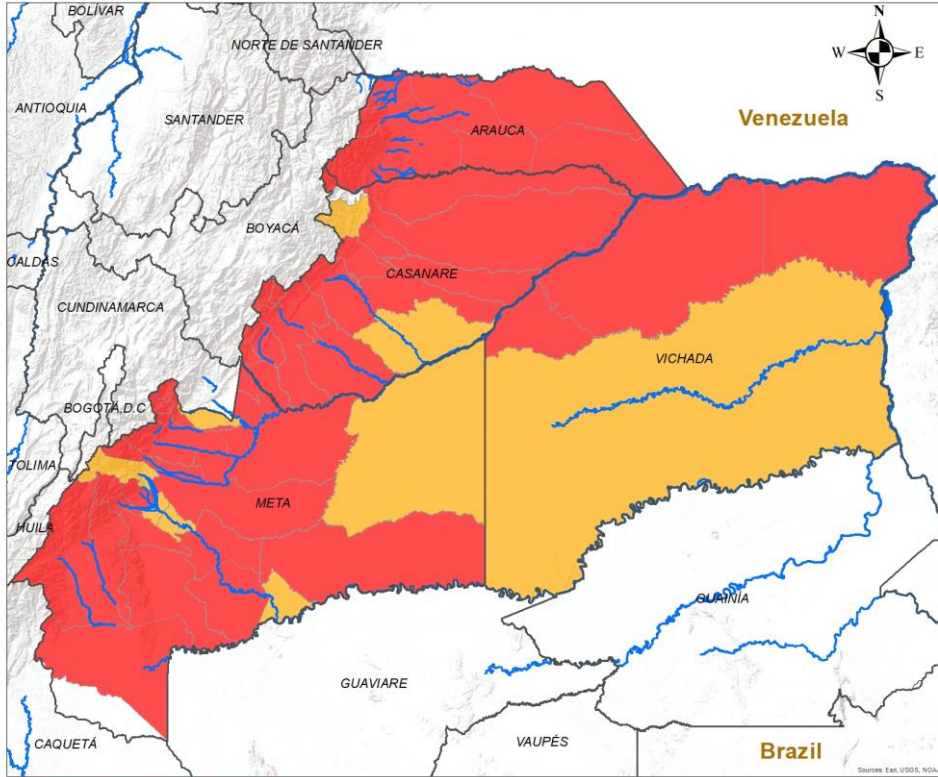 BOLÍVAR
N
NORTE DE SANTANDER
W
E
S
ANTIOQUIA
SANTANDER
Venezuela
ARAUCA
BOYACÁ
CALDAS
CASANARE
CUNDINAMARCA
VICHADA
BOGOTÁ,D.C
TOLIMA
META
HUILA
GUAINÍA
GUAVIARE
VAUPÉS
CAQUETÁ
Brazil
Sources: Esri, USGS, NOAA